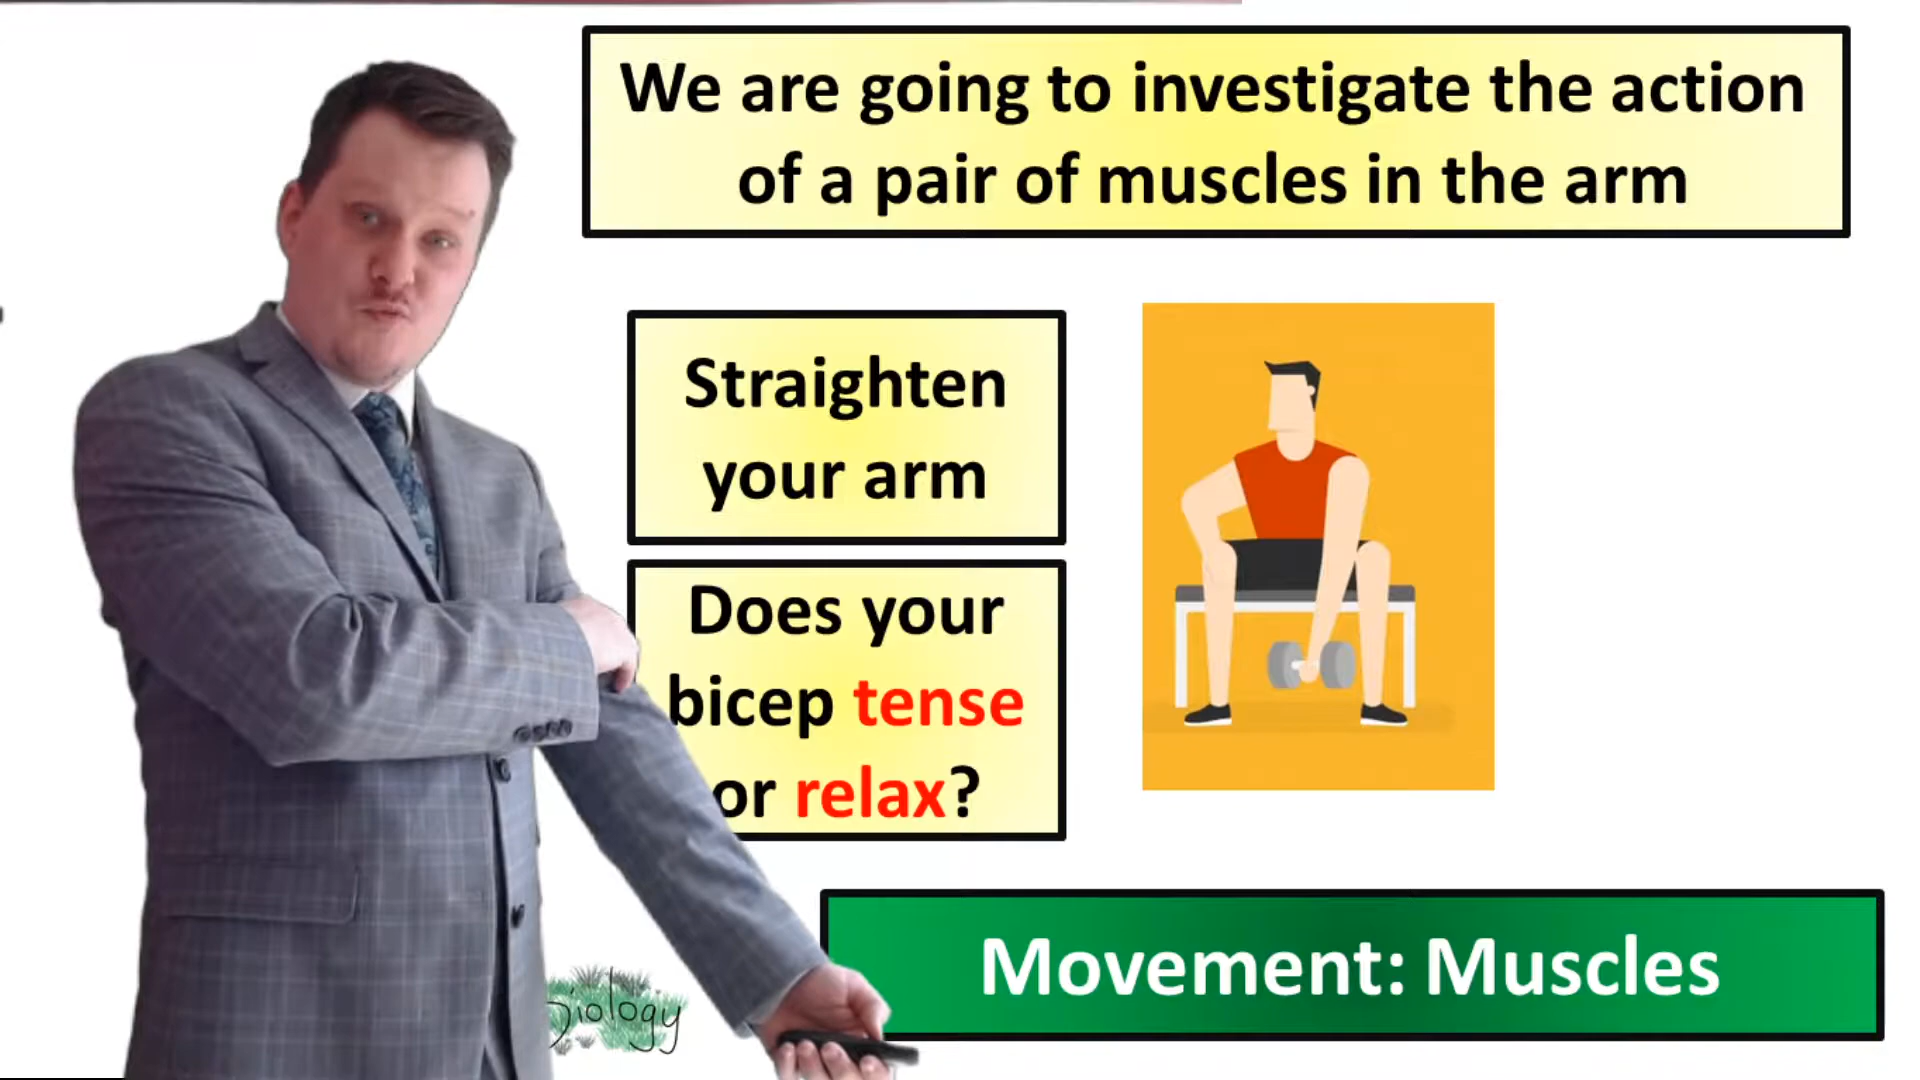 We are going to investigate the action
of a pair of muscles in the arm
Straighten
your arm
Does your
bicep tense
or relax?
Movement: Muscles
Biology